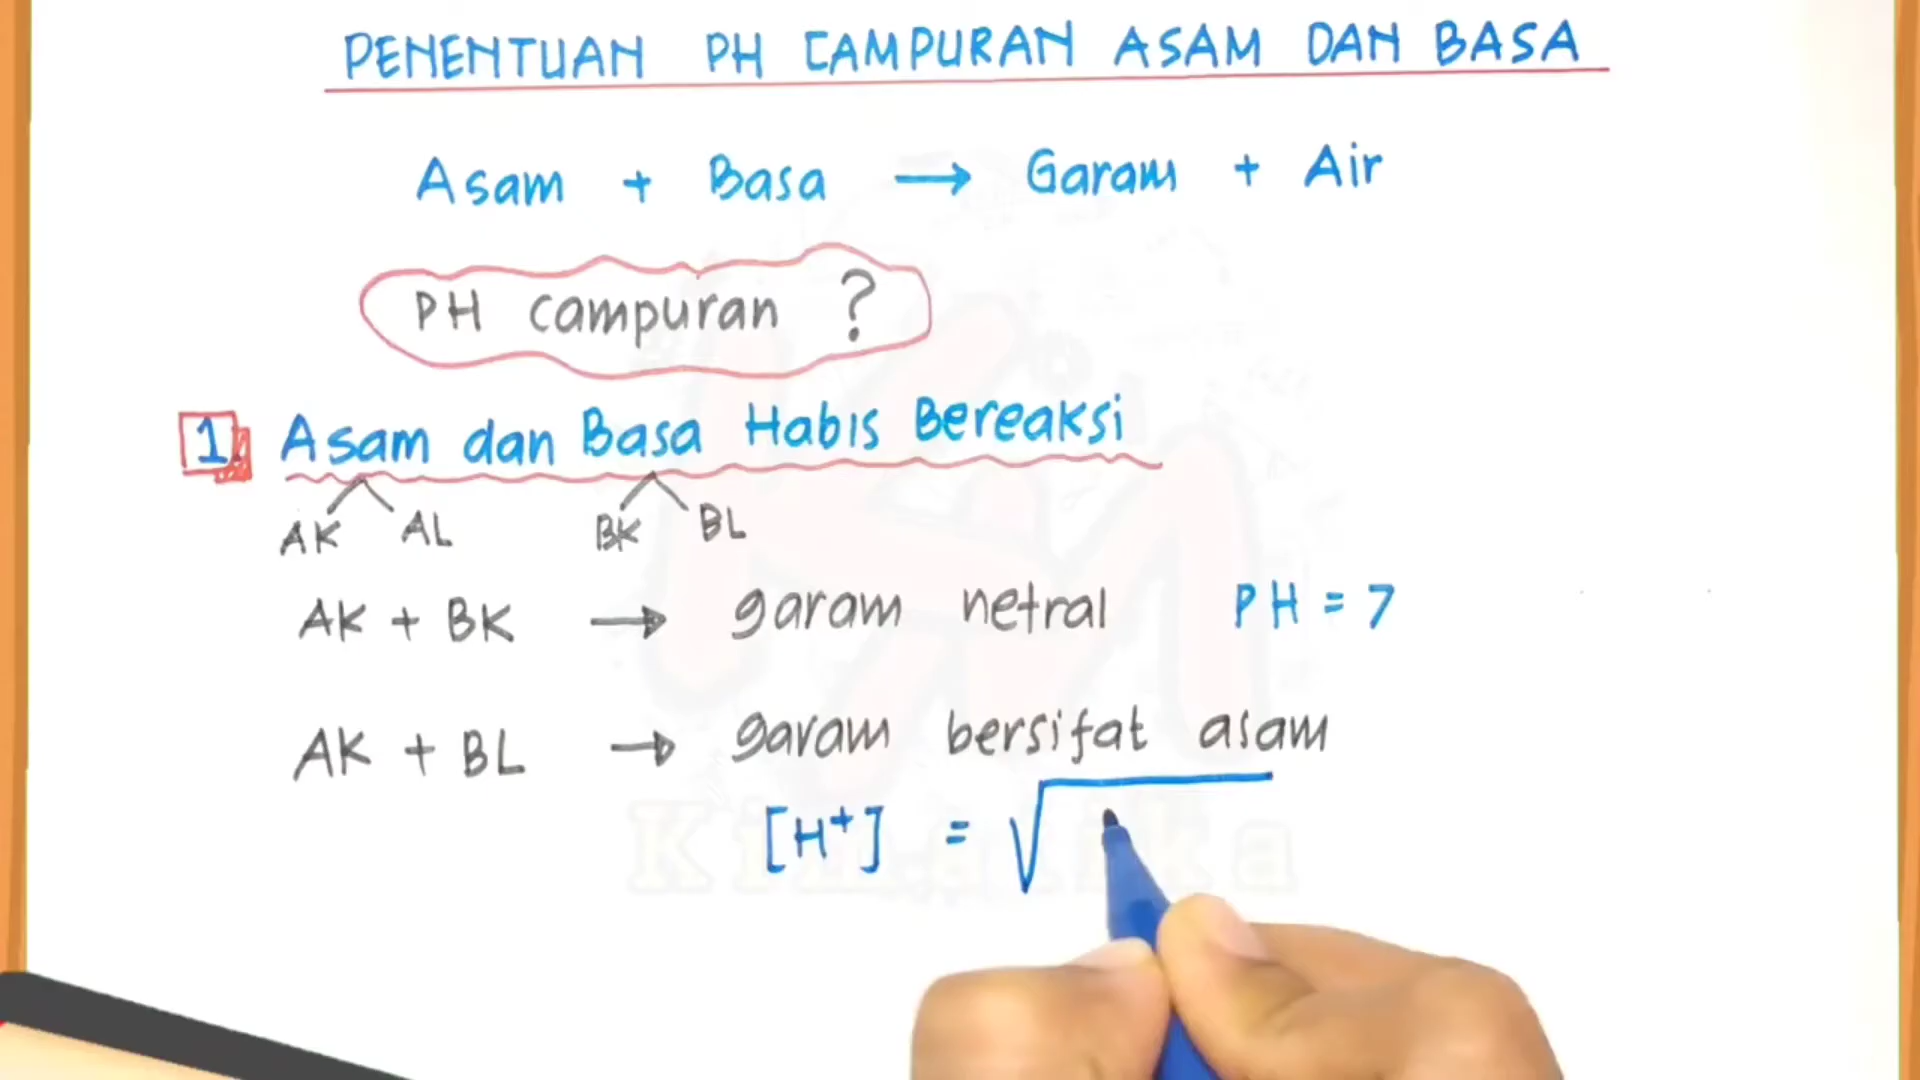 PENENTUAN PH CAMPURAN ASAM DAN BASA
Asam + Basa → Garam + Air
PH campuran ?
1. Asam dan Basa Habis Bereaksi
AK AL BK BL
AK + BK → garam netral PH = 7
AK + BL → garam bersifat asam
[H⁺] = √